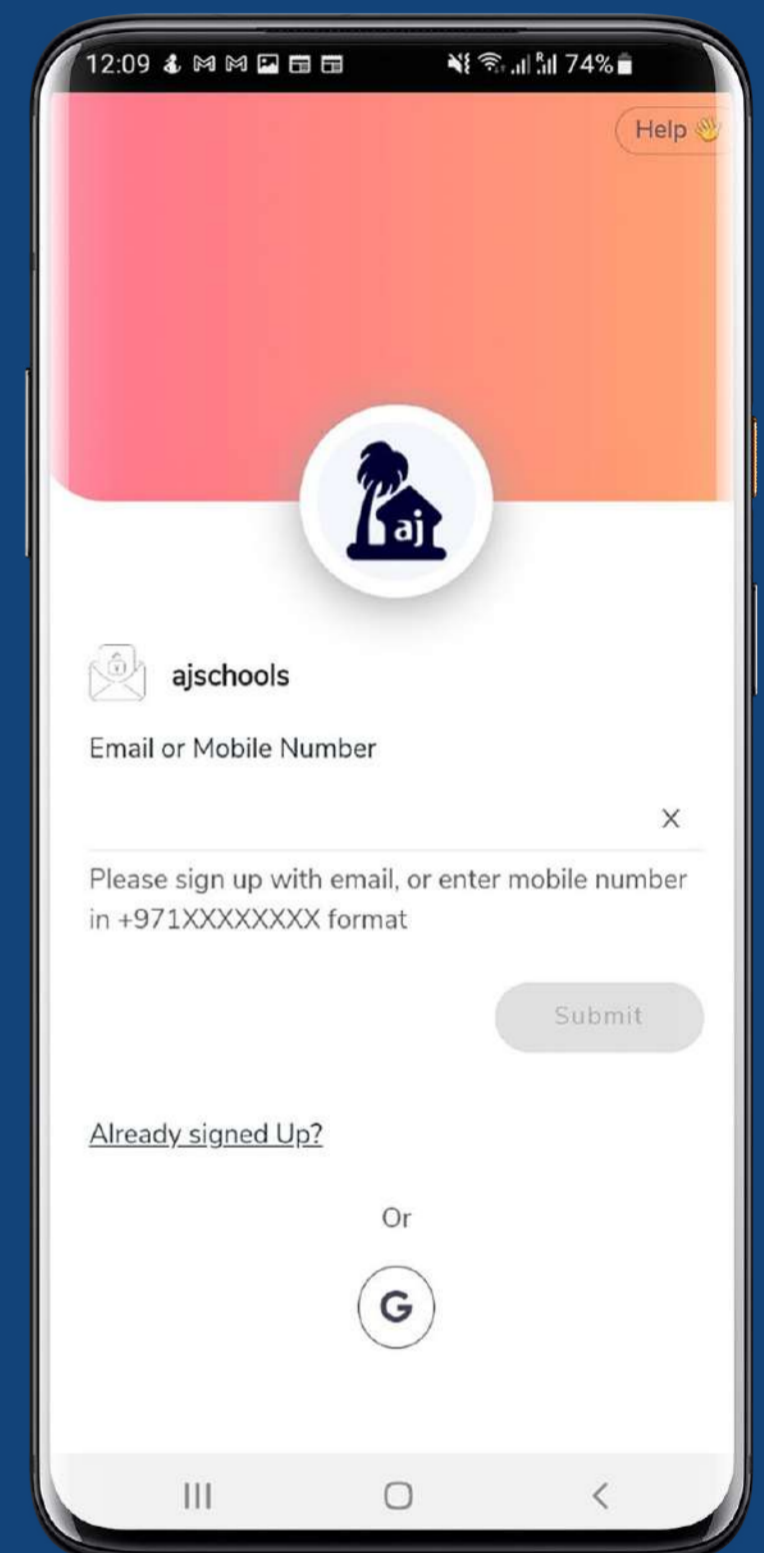 12:09
74%
Help
aj
ajschools
Email or Mobile Number
X
Please sign up with email, or enter mobile number
in +971XXXXXXXX format
Submit
Already signed Up?
Or
G